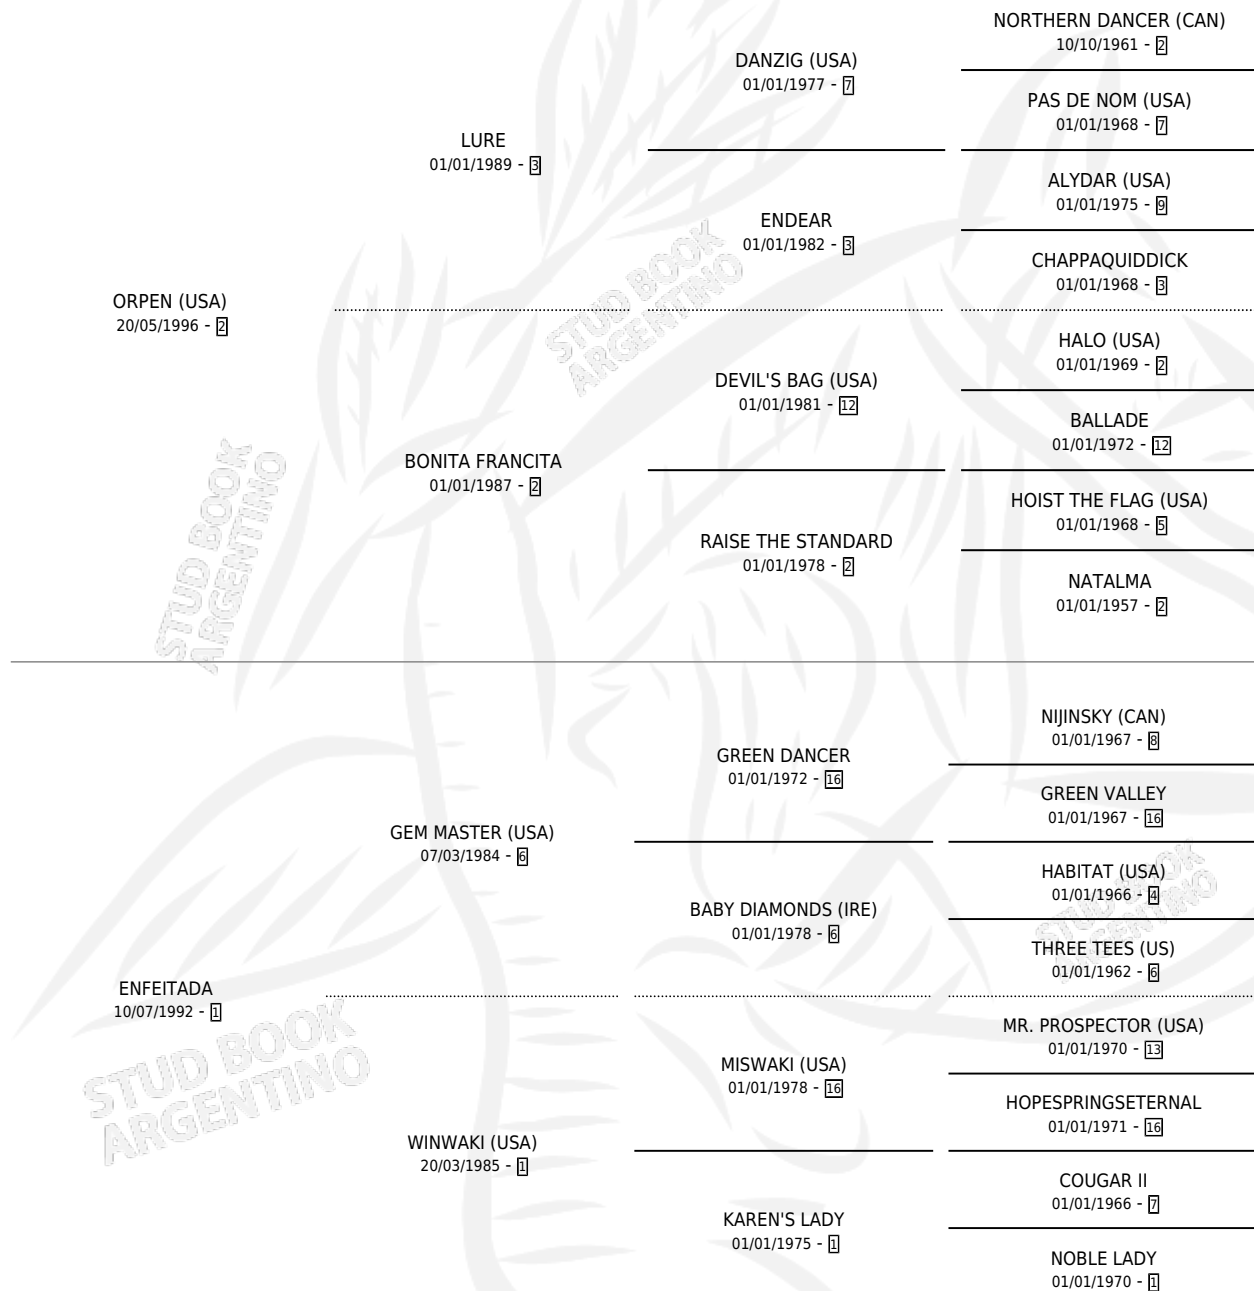 NORTHERN DANCER (CAN)
10/10/1961 - 2
DANZIG (USA)
01/01/1977 - 7
PAS DE NOM (USA)
01/01/1968 - 7
LURE
01/01/1989 - 3
ALYDAR (USA)
01/01/1975 - 9
ENDEAR
01/01/1982 - 3
CHAPPAQUIDDICK
01/01/1968 - 3
ORPEN (USA)
20/05/1996 - 2
STUD BOOK
ARGENTINO
HALO (USA)
01/01/1969 - 2
DEVIL'S BAG (USA)
01/01/1981 - 12
BALLADE
01/01/1972 - 12
BONITA FRANCITA
01/01/1987 - 2
HOIST THE FLAG (USA)
01/01/1968 - 5
RAISE THE STANDARD
01/01/1978 - 2
NATALMA
01/01/1957 - 2
STUD BOOK
ARGENTINO
NIJINSKY (CAN)
01/01/1967 - 8
GREEN DANCER
01/01/1972 - 16
GREEN VALLEY
01/01/1967 - 16
GEM MASTER (USA)
07/03/1984 - 6
HABITAT (USA)
01/01/1966 - 4
BABY DIAMONDS (IRE)
01/01/1978 - 6
STUD BOOK
ARGENTINO
THREE TEES (US)
01/01/1962 - 6
ENFEITADA
10/07/1992 - 1
MR. PROSPECTOR (USA)
01/01/1970 - 13
MISWAKI (USA)
01/01/1978 - 16
HOPESPRINGSETERNAL
01/01/1971 - 16
STUD BOOK
ARGENTINO
WINWAKI (USA)
20/03/1985 - 1
COUGAR II
01/01/1966 - 7
KAREN'S LADY
01/01/1975 - 1
NOBLE LADY
01/01/1970 - 1